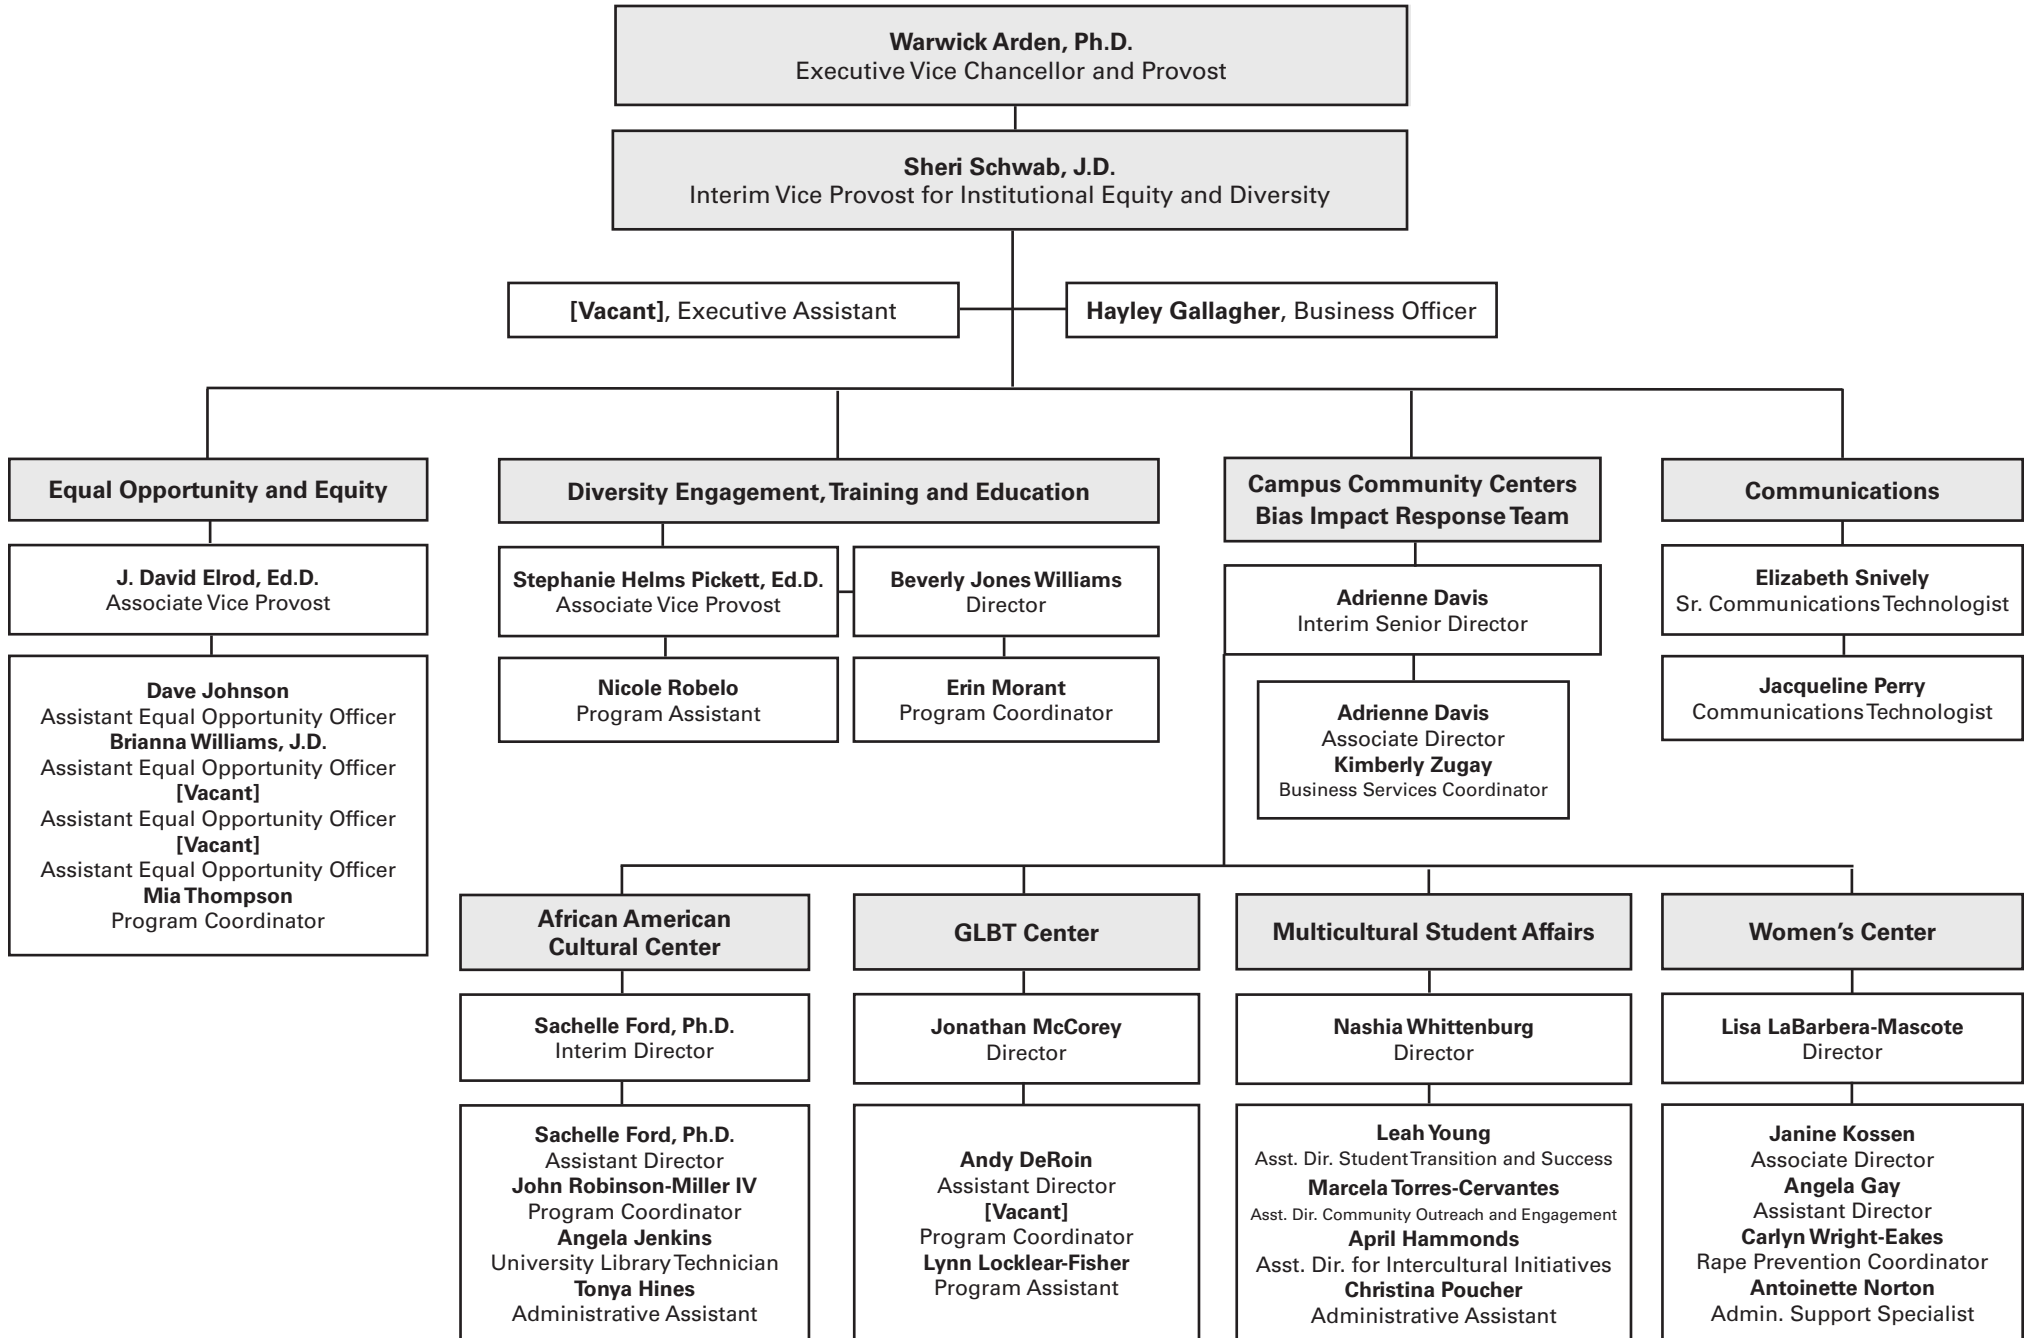 Warwick Arden, Ph.D.
Executive Vice Chancellor and Provost
Sheri Schwab, J.D.
Interim Vice Provost for Institutional Equity and Diversity
[Vacant], Executive Assistant
Hayley Gallagher, Business Officer
Equal Opportunity and Equity
J. David Elrod, Ed.D.
Associate Vice Provost
Dave Johnson
Assistant Equal Opportunity Officer
Brianna Williams, J.D.
Assistant Equal Opportunity Officer
[Vacant]
Assistant Equal Opportunity Officer
[Vacant]
Assistant Equal Opportunity Officer
Mia Thompson
Program Coordinator
Diversity Engagement, Training and Education
Stephanie Helms Pickett, Ed.D.
Associate Vice Provost
Nicole Robelo
Program Assistant
Beverly Jones Williams
Director
Erin Morant
Program Coordinator
Campus Community Centers
Bias Impact Response Team
Adrienne Davis
Interim Senior Director
Adrienne Davis
Associate Director
Kimberly Zugay
Business Services Coordinator
Communications
Elizabeth Snively
Sr. Communications Technologist
Jacqueline Perry
Communications Technologist
African American
Cultural Center
Sachelle Ford, Ph.D.
Interim Director
Sachelle Ford, Ph.D.
Assistant Director
John Robinson-Miller IV
Program Coordinator
Angela Jenkins
University Library Technician
Tonya Hines
Administrative Assistant
GLBT Center
Jonathan McCorey
Director
Andy DeRoin
Assistant Director
[Vacant]
Program Coordinator
Lynn Locklear-Fisher
Program Assistant
Multicultural Student Affairs
Nashia Whittenburg
Director
Leah Young
Asst. Dir. Student Transition and Success
Marcela Torres-Cervantes
Asst. Dir. Community Outreach and Engagement
April Hammonds
Asst. Dir. for Intercultural Initiatives
Christina Poucher
Administrative Assistant
Women's Center
Lisa LaBarbera-Mascote
Director
Janine Kossen
Associate Director
Angela Gay
Assistant Director
Carlyn Wright-Eakes
Rape Prevention Coordinator
Antoinette Norton
Admin. Support Specialist